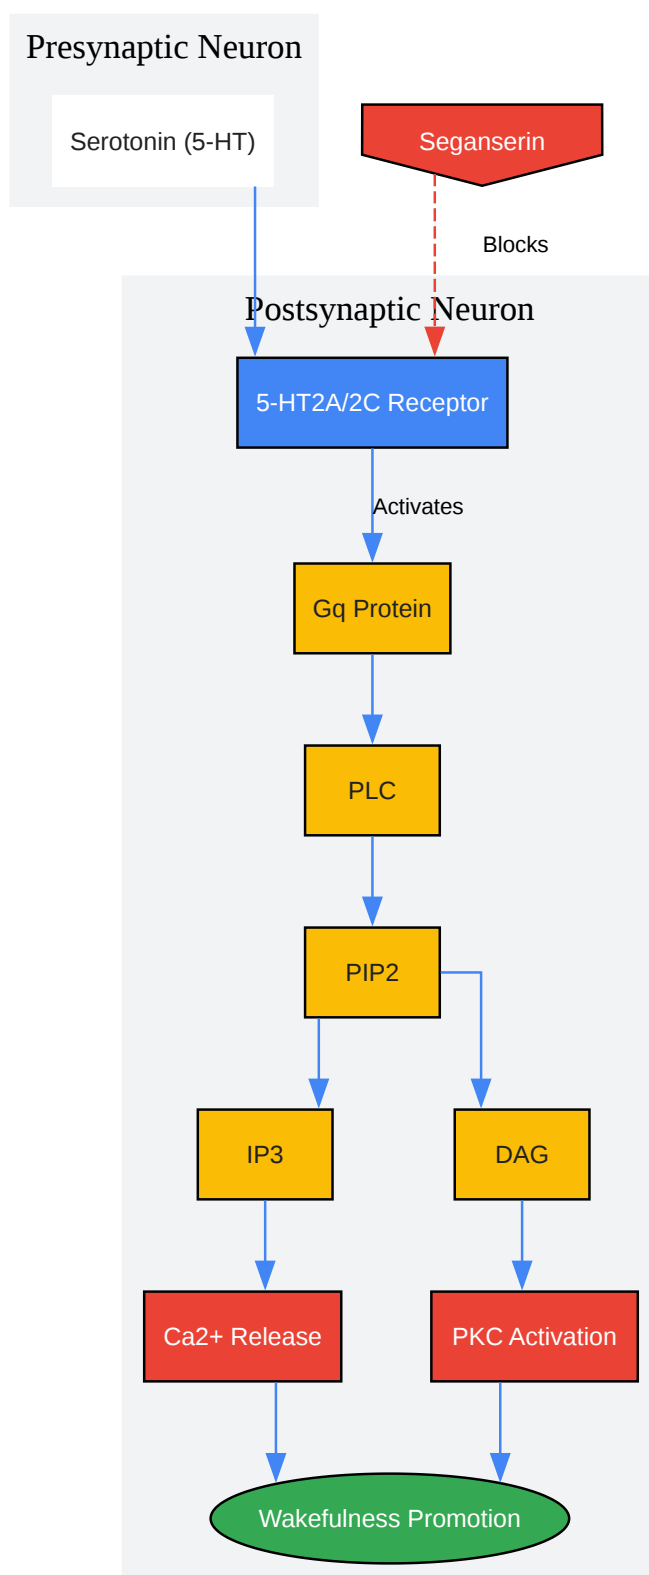 Presynaptic Neuron
Serotonin (5-HT)
Seganserin
Blocks
Postsynaptic Neuron
5-HT2A/2C Receptor
Activates
Gq Protein
PLC
PIP2
IP3
DAG
Ca2+ Release
PKC Activation
Wakefulness Promotion